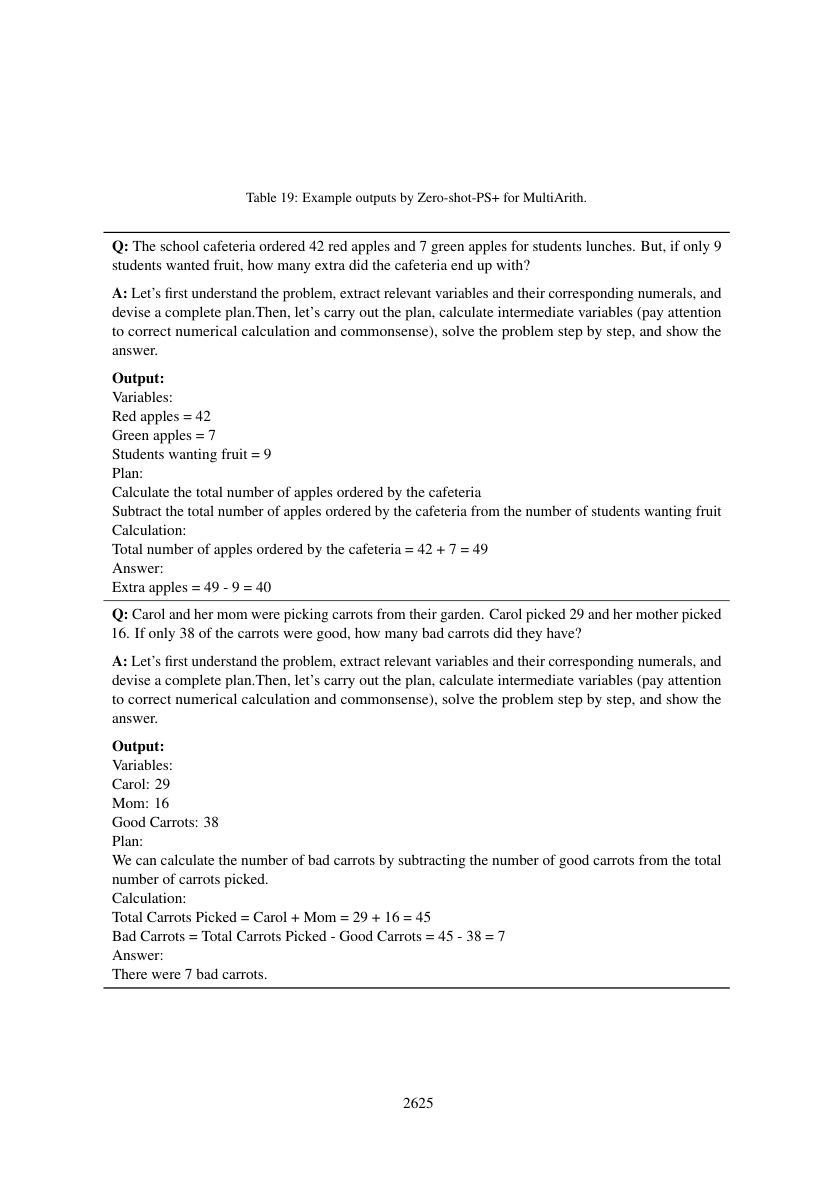 Table 19: Example outputs by Zero-shot-PS+ for MultiArith.
Q: The school cafeteria ordered 42 red apples and 7 green apples for students lunches. But, if only 9
students wanted fruit, how many extra did the cafeteria end up with?
A: Let’s first understand the problem, extract relevant variables and their corresponding numerals, and
devise a complete plan.Then, let’s carry out the plan, calculate intermediate variables (pay attention
to correct numerical calculation and commonsense), solve the problem step by step, and show the
answer.
Output:
Variables:
Red apples = 42
Green apples = 7
Students wanting fruit = 9
Plan:
Calculate the total number of apples ordered by the cafeteria
Subtract the total number of apples ordered by the cafeteria from the number of students wanting fruit
Calculation:
Total number of apples ordered by the cafeteria = 42 + 7 = 49
Answer:
Extra apples = 49 - 9 = 40
Q: Carol and her mom were picking carrots from their garden. Carol picked 29 and her mother picked
16. If only 38 of the carrots were good, how many bad carrots did they have?
A: Let’s first understand the problem, extract relevant variables and their corresponding numerals, and
devise a complete plan.Then, let’s carry out the plan, calculate intermediate variables (pay attention
to correct numerical calculation and commonsense), solve the problem step by step, and show the
answer.
Output:
Variables:
Carol: 29
Mom: 16
Good Carrots: 38
Plan:
We can calculate the number of bad carrots by subtracting the number of good carrots from the total
number of carrots picked.
Calculation:
Total Carrots Picked = Carol + Mom = 29 + 16 = 45
Bad Carrots = Total Carrots Picked - Good Carrots = 45 - 38 = 7
Answer:
There were 7 bad carrots.
2625